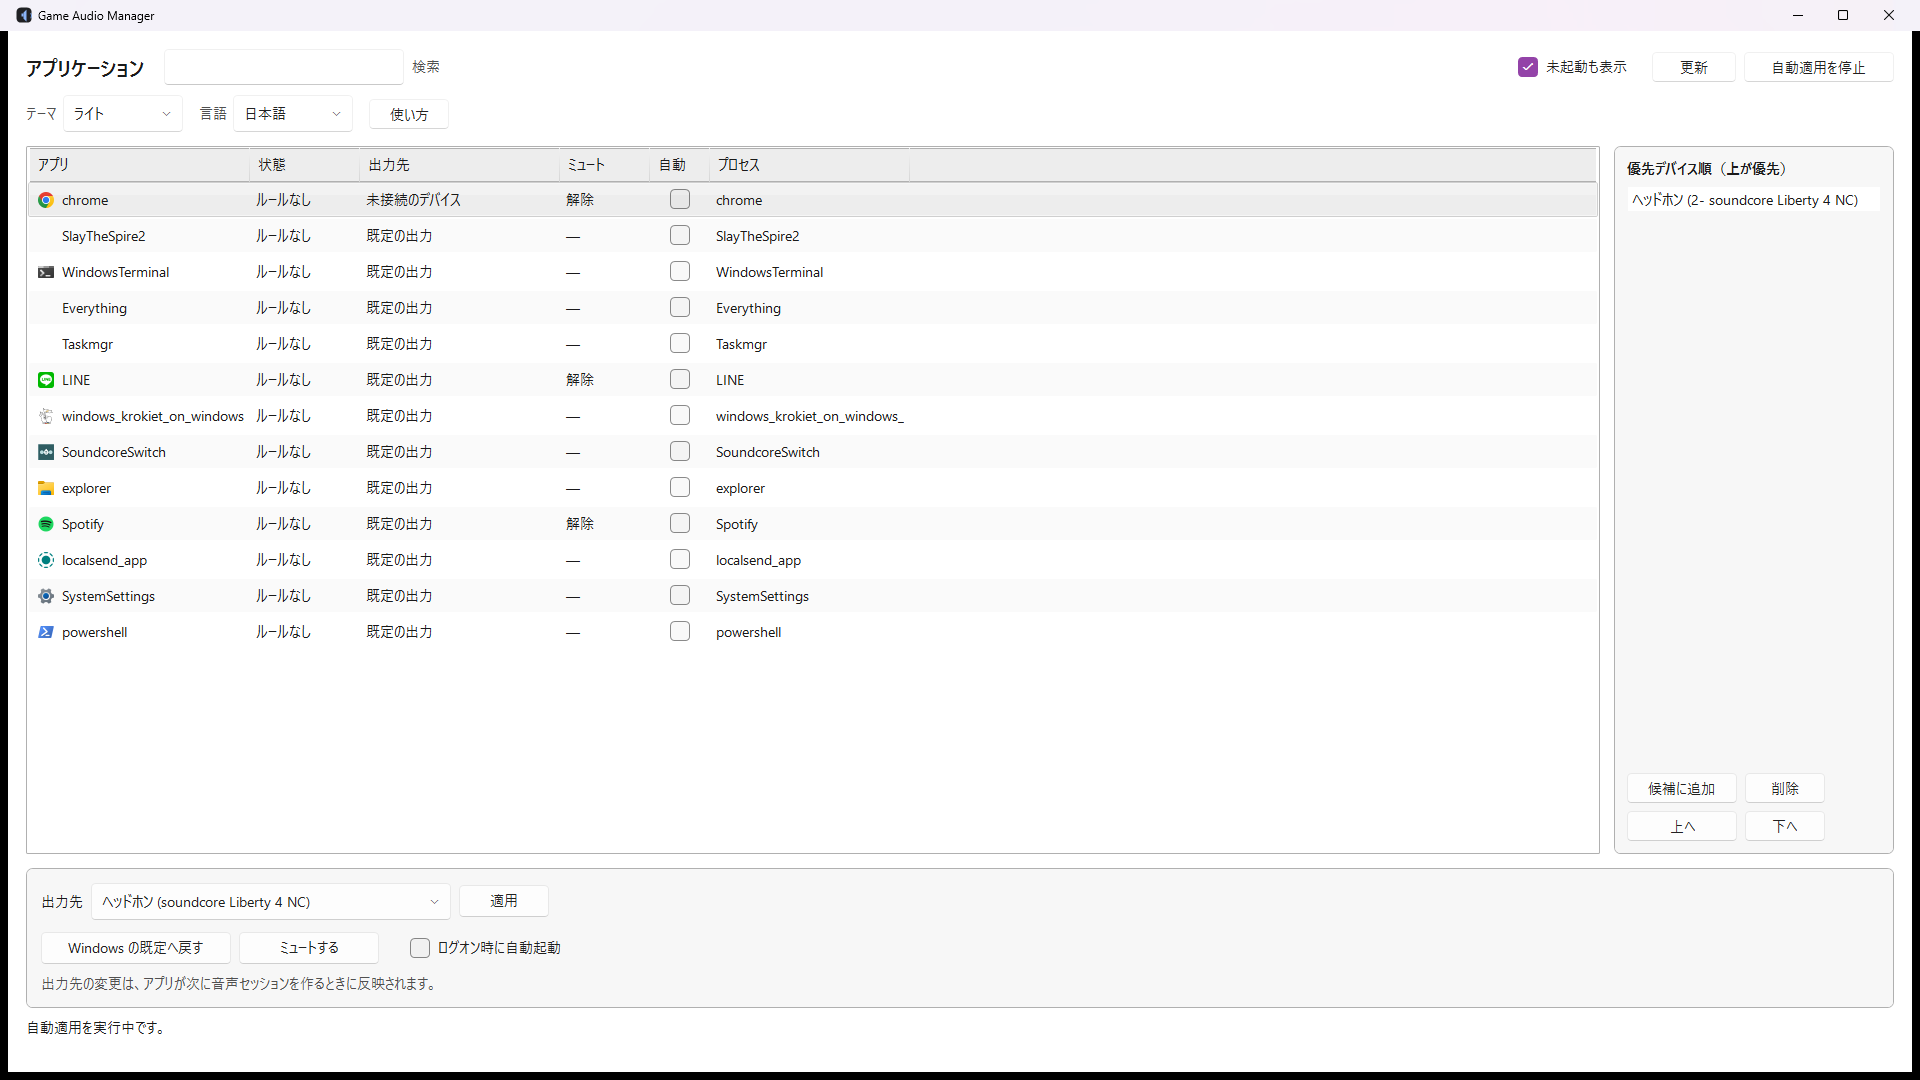 Game Audio Manager
アプリケーション 検索 未起動も表示 更新 自動適用を停止
テーマ ライト 言語 日本語 使い方
アプリ 状態 出力先 ミュート 自動 プロセス
chrome ルールなし 未接続のデバイス 解除 chrome
SlayTheSpire2 ルールなし 既定の出力 — SlayTheSpire2
WindowsTerminal ルールなし 既定の出力 — WindowsTerminal
Everything ルールなし 既定の出力 — Everything
Taskmgr ルールなし 既定の出力 — Taskmgr
LINE ルールなし 既定の出力 解除 LINE
windows_krokiet_on_windows ルールなし 既定の出力 — windows_krokiet_on_windows_
SoundcoreSwitch ルールなし 既定の出力 — SoundcoreSwitch
explorer ルールなし 既定の出力 — explorer
Spotify ルールなし 既定の出力 解除 Spotify
localsend_app ルールなし 既定の出力 — localsend_app
SystemSettings ルールなし 既定の出力 — SystemSettings
powershell ルールなし 既定の出力 — powershell
優先デバイス順（上が優先）
ヘッドホン (2- soundcore Liberty 4 NC)
候補に追加 削除
上へ 下へ
出力先 ヘッドホン (soundcore Liberty 4 NC) 適用
Windows の既定へ戻す ミュートする ログオン時に自動起動
出力先の変更は、アプリが次に音声セッションを作るときに反映されます。
自動適用を実行中です。